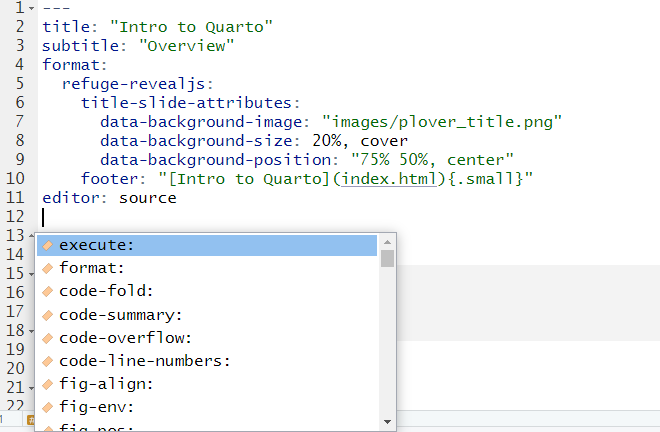 1 ---
2 title: "Intro to Quarto"
3 subtitle: "Overview"
4 format:
5 refuge-revealjs:
6 title-slide-attributes:
7 data-background-image: "images/plover_title.png"
8 data-background-size: 20%, cover
9 data-background-position: "75% 50%, center"
10 footer: "[Intro to Quarto](index.html){.small}"
11 editor: source
12
13 execute:
14 format:
15 code-fold:
16 code-summary:
17
18 code-overflow:
19 code-line-numbers:
20 fig-align:
21 fig-env:
22 fig-pos: